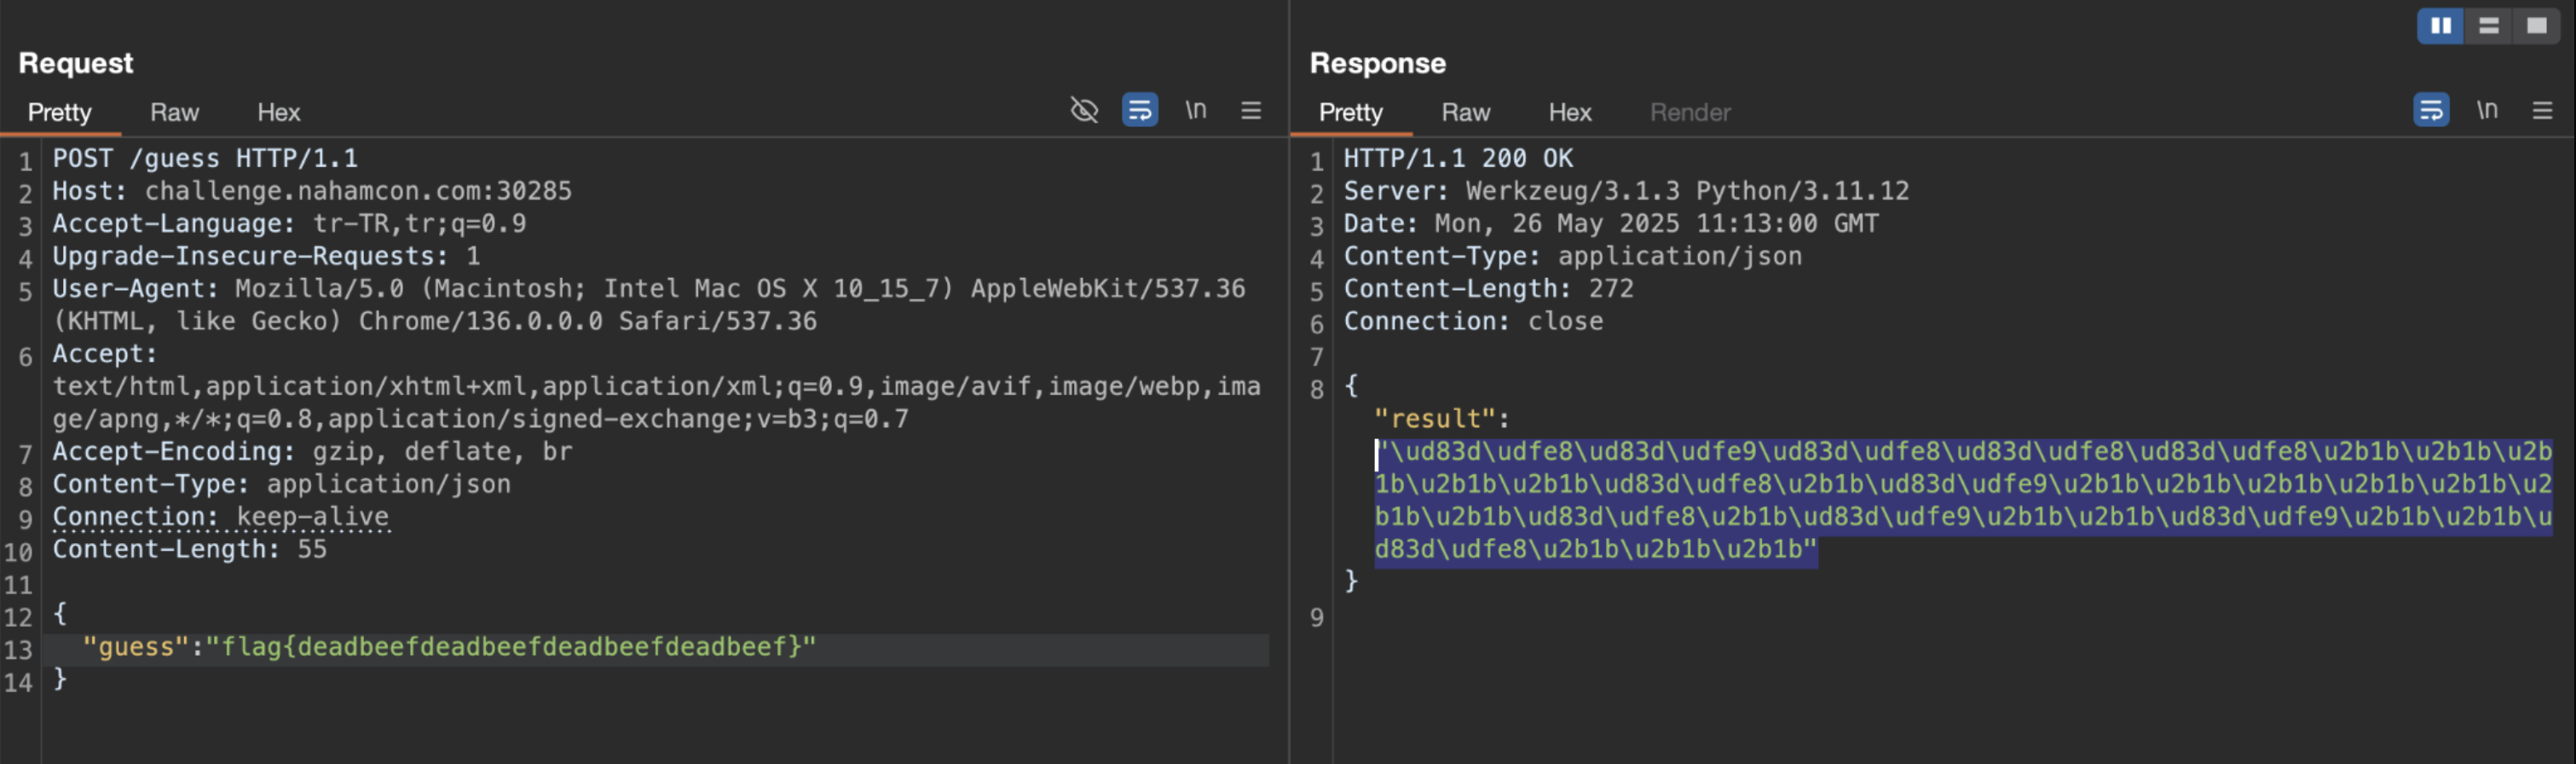 Request
Pretty Raw Hex \n
1 POST /guess HTTP/1.1
2 Host: challenge.nahamcon.com:30285
3 Accept-Language: tr-TR,tr;q=0.9
4 Upgrade-Insecure-Requests: 1
5 User-Agent: Mozilla/5.0 (Macintosh; Intel Mac OS X 10_15_7) AppleWebKit/537.36
(KHTML, like Gecko) Chrome/136.0.0.0 Safari/537.36
6 Accept:
text/html,application/xhtml+xml,application/xml;q=0.9,image/avif,image/webp,ima
ge/apng,*/*;q=0.8,application/signed-exchange;v=b3;q=0.7
7 Accept-Encoding: gzip, deflate, br
8 Content-Type: application/json
9 Connection: keep-alive
10 Content-Length: 55
11
12 {
13 "guess":"flag{deadbeefdeadbeefdeadbeefdeadbeef}"
14 }
Response
Pretty Raw Hex Render \n
1 HTTP/1.1 200 OK
2 Server: Werkzeug/3.1.3 Python/3.11.12
3 Date: Mon, 26 May 2025 11:13:00 GMT
4 Content-Type: application/json
5 Content-Length: 272
6 Connection: close
7
8 {
"result":
"\ud83d\udfe8\ud83d\udfe9\ud83d\udfe8\ud83d\udfe8\ud83d\udfe8\u2b1b\u2b1b\u2b
1b\u2b1b\u2b1b\ud83d\udfe8\u2b1b\ud83d\udfe9\u2b1b\u2b1b\u2b1b\u2b1b\u2b1b\u2
b1b\u2b1b\ud83d\udfe8\u2b1b\ud83d\udfe9\u2b1b\u2b1b\ud83d\udfe9\u2b1b\u2b1b\u
d83d\udfe8\u2b1b\u2b1b\u2b1b"
}
9